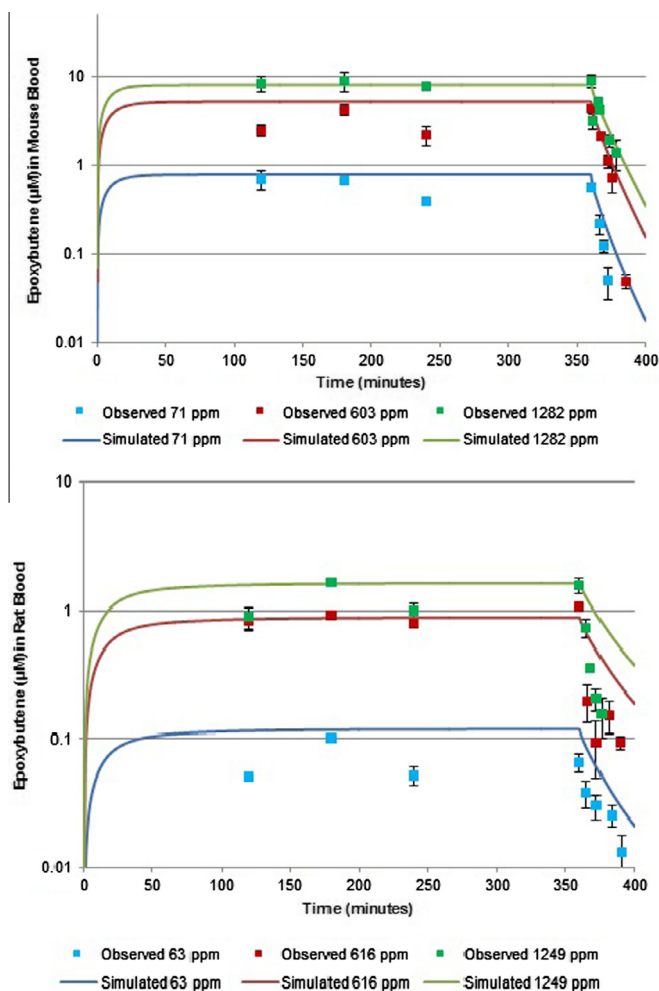 Epoxybutene (µM) in Mouse Blood
10
1
0.1
0.01
0 50 100 150 200 250 300 350 400
Time (minutes)
Observed 71 ppm Observed 603 ppm Observed 1282 ppm
Simulated 71 ppm Simulated 603 ppm Simulated 1282 ppm
Epoxybutene (µM) in Rat Blood
10
1
0.1
0.01
0 50 100 150 200 250 300 350 400
Time (minutes)
Observed 63 ppm Observed 616 ppm Observed 1249 ppm
Simulated 63 ppm Simulated 616 ppm Simulated 1249 ppm